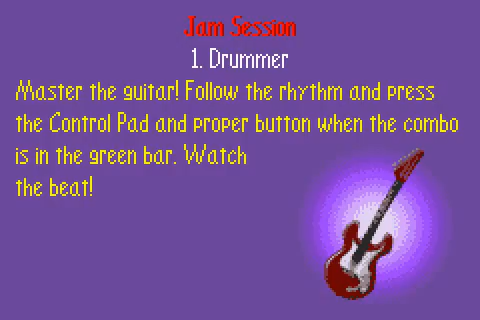 Jam Session
1. Drummer
Master the guitar! Follow the rhythm and press
the Control Pad and proper button when the combo
is in the green bar. Watch
the beat!